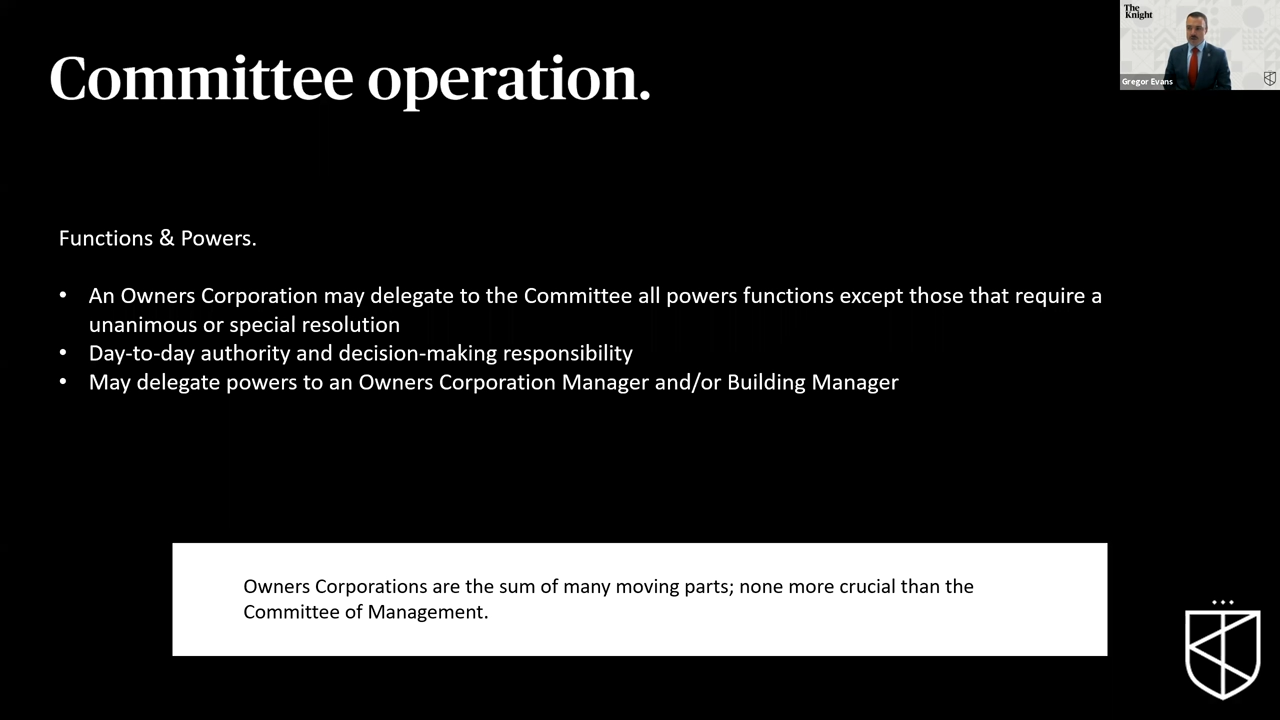 The
Knight
Gregor Evans
Committee operation.
Functions & Powers.
• An Owners Corporation may delegate to the Committee all powers functions except those that require a
unanimous or special resolution
• Day-to-day authority and decision-making responsibility
• May delegate powers to an Owners Corporation Manager and/or Building Manager
Owners Corporations are the sum of many moving parts; none more crucial than the
Committee of Management.